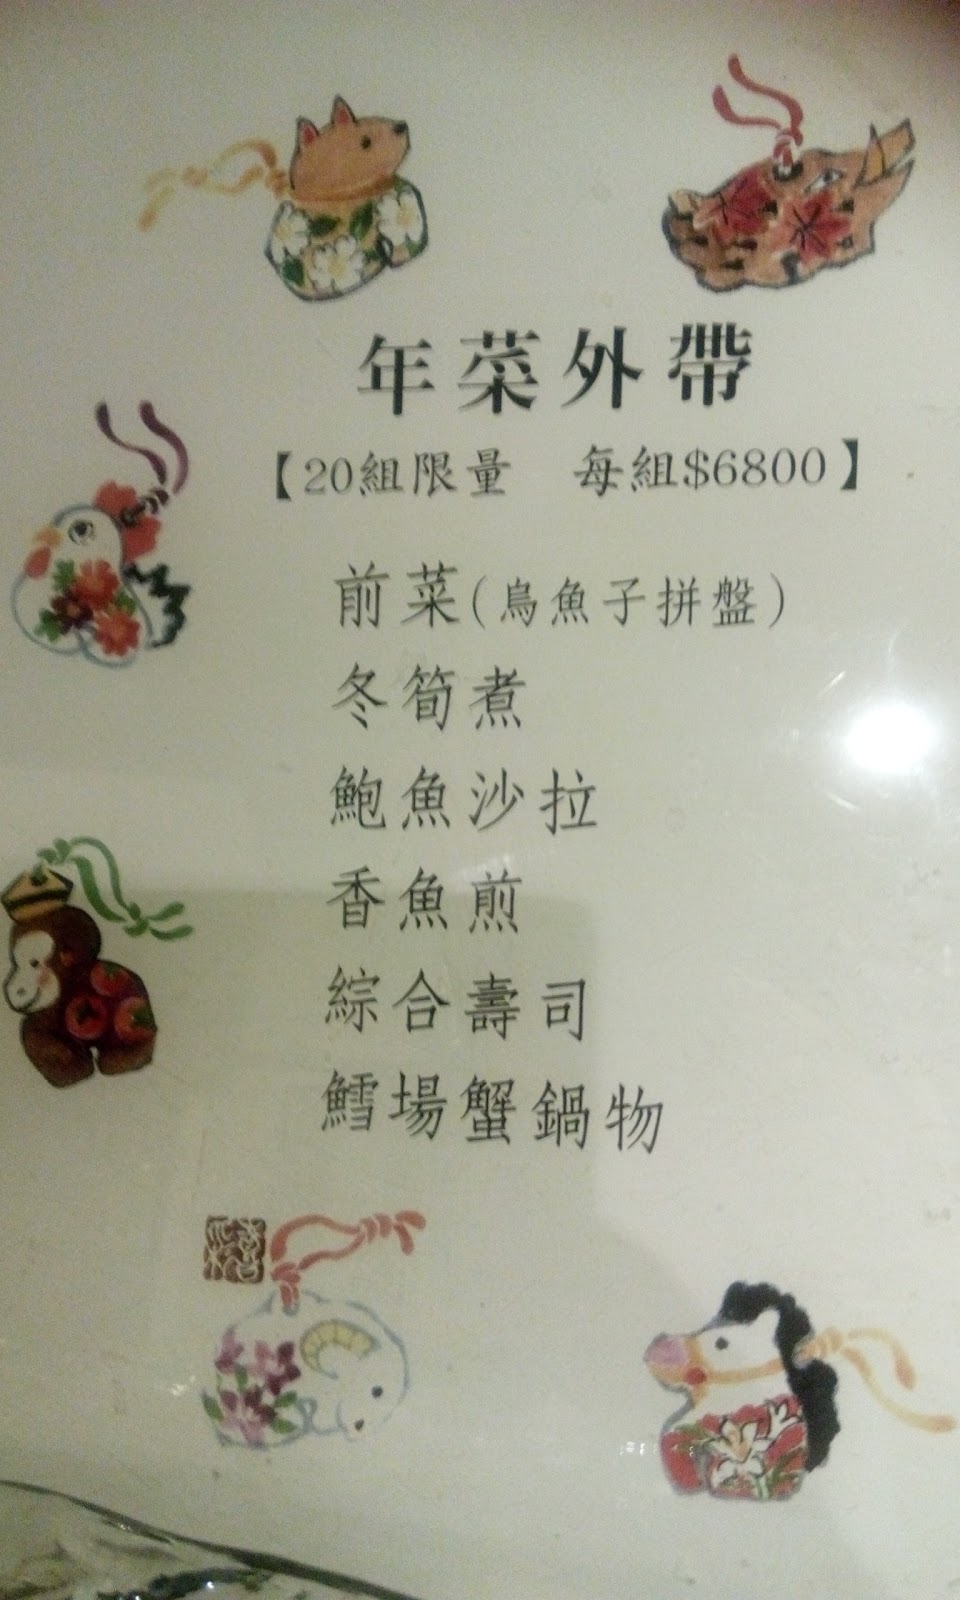 年菜外帶
【20組限量　每組$6800】
前菜(烏魚子拼盤)
冬筍煮
鮑魚沙拉
香魚煎
綜合壽司
鱈場蟹鍋物